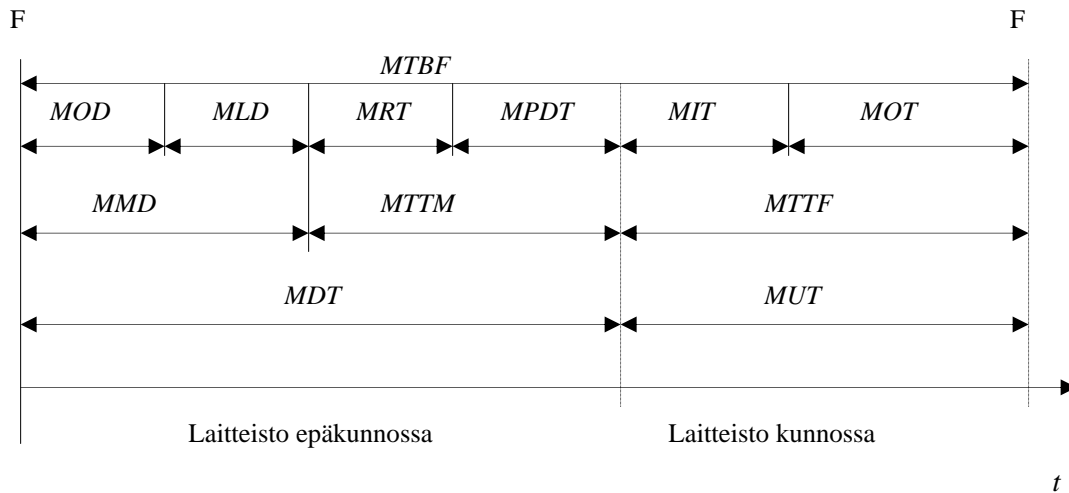 F F
MTBF
MOD MLD MRT MPDT MIT MOT
MMD MTTM MTTF
MDT MUT
Laitteisto epäkunnossa Laitteisto kunnossa
t